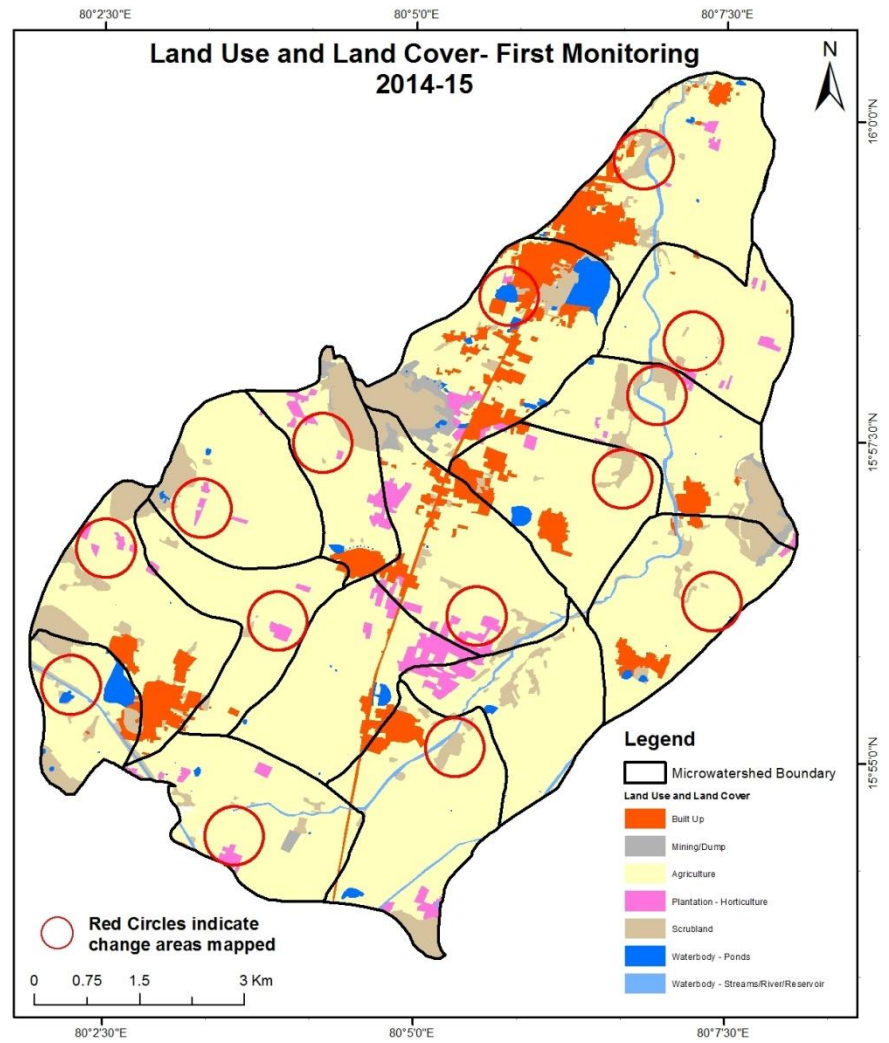 80°2'30"E 80°5'0"E 80°7'30"E
Land Use and Land Cover- First Monitoring
2014-15
N
16°0'0"N
15°57'30"N
15°55'0"N
Legend
Microwatershed Boundary
Land Use and Land Cover
Built Up
Mining/Dump
Agriculture
Plantation - Horticulture
Scrubland
Waterbody - Ponds
Waterbody - Streams/River/Reservoir
Red Circles indicate
change areas mapped
0 0.75 1.5 3 Km
80°2'30"E 80°5'0"E 80°7'30"E